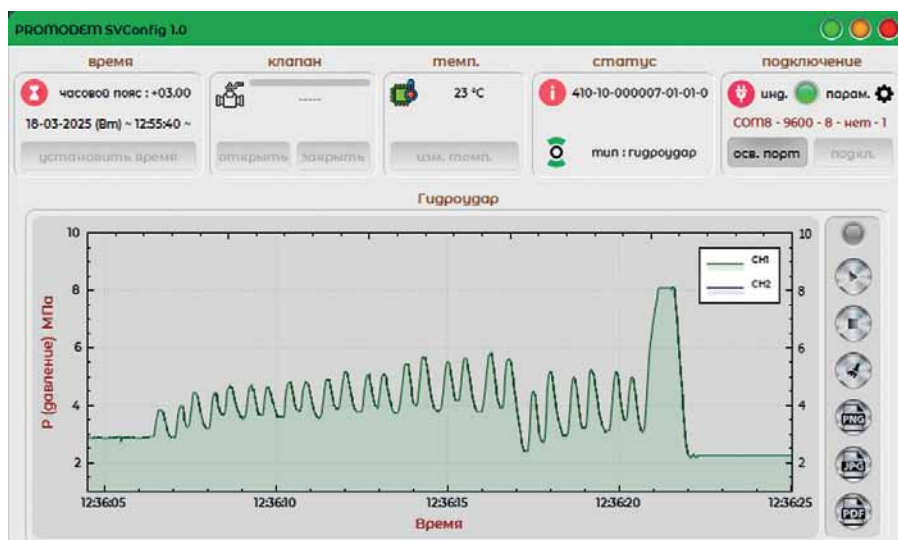 PROMODEM SVConfig 1.0
время
клапан
темп.
статус
подключение
часовой пояс : +03.00
18-03-2025 (Вт) ~ 12:55:40 ~
установить время
-----
открыть
закрыть
23 °C
изм. темп.
410-10-000007-01-01-0
тип : гидроудар
инд.
парам.
COM8 - 9600 - 8 - нет - 1
осв. порт
подкл.
Гидроудар
P (давление) МПа
10
8
6
4
2
CH1
CH2
10
8
6
4
2
12:36:05
12:36:10
12:36:15
12:36:20
12:36:25
Время
PNG
JPG
PDF